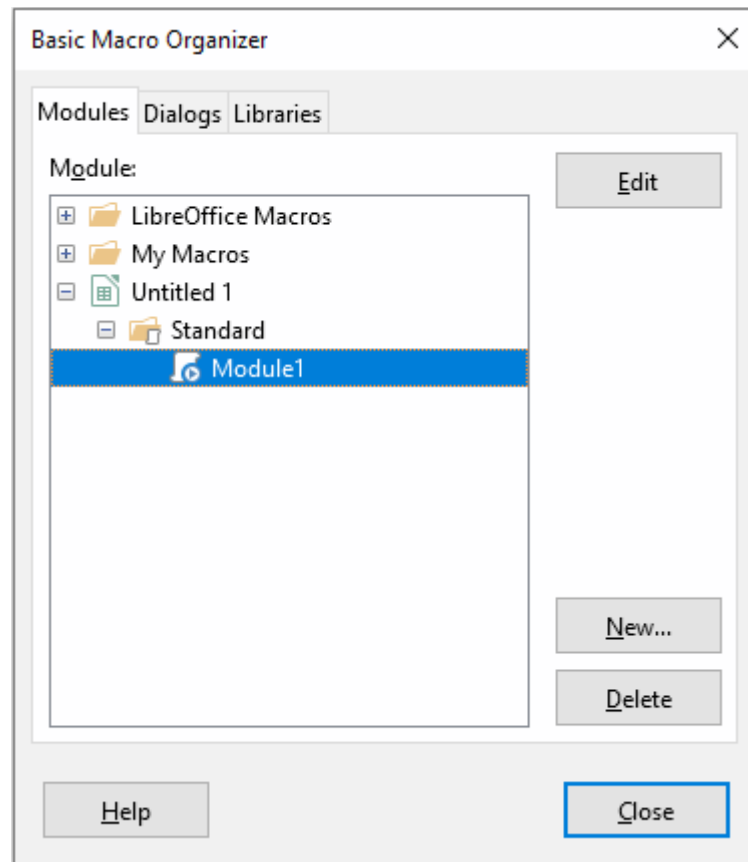 Basic Macro Organizer
Modules Dialogs Libraries
Module:
Edit
LibreOffice Macros
My Macros
Untitled 1
Standard
Module1
New...
Delete
Help
Close